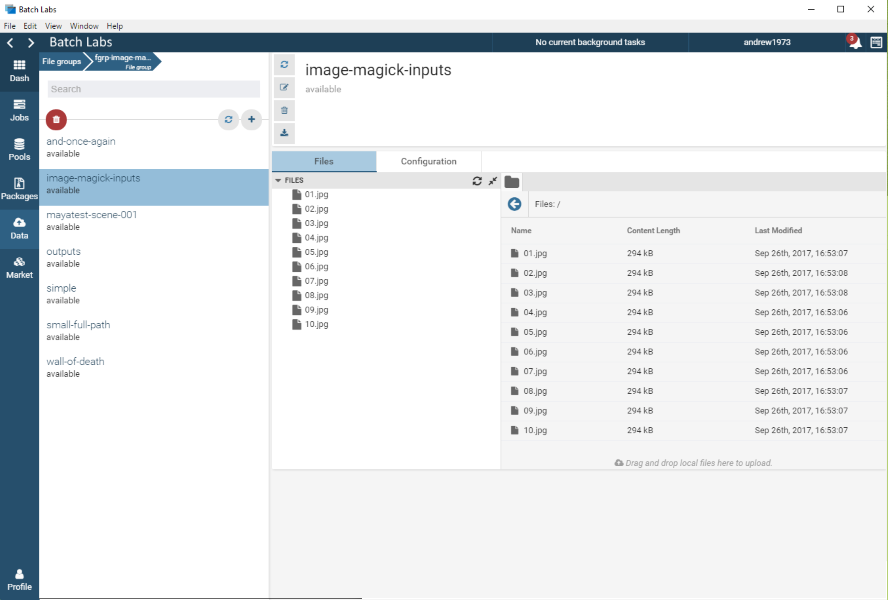 Batch Labs
File Edit View Window Help
Batch Labs
No current background tasks
andrew1973
3
Dash
Jobs
Pools
Packages
Data
Market
Profile
File groups
fgrp-image-ma...
File group
Search
and-once-again
available
image-magick-inputs
available
mayatest-scene-001
available
outputs
available
simple
available
small-full-path
available
wall-of-death
available
image-magick-inputs
available
Files Configuration
FILES
01.jpg
02.jpg
03.jpg
04.jpg
05.jpg
06.jpg
07.jpg
08.jpg
09.jpg
10.jpg
Files: /
Name Content Length Last Modified
01.jpg 294 kB Sep 26th, 2017, 16:53:07
02.jpg 294 kB Sep 26th, 2017, 16:53:08
03.jpg 294 kB Sep 26th, 2017, 16:53:08
04.jpg 294 kB Sep 26th, 2017, 16:53:06
05.jpg 294 kB Sep 26th, 2017, 16:53:06
06.jpg 294 kB Sep 26th, 2017, 16:53:06
07.jpg 294 kB Sep 26th, 2017, 16:53:06
08.jpg 294 kB Sep 26th, 2017, 16:53:07
09.jpg 294 kB Sep 26th, 2017, 16:53:07
10.jpg 294 kB Sep 26th, 2017, 16:53:07
Drag and drop local files here to upload.